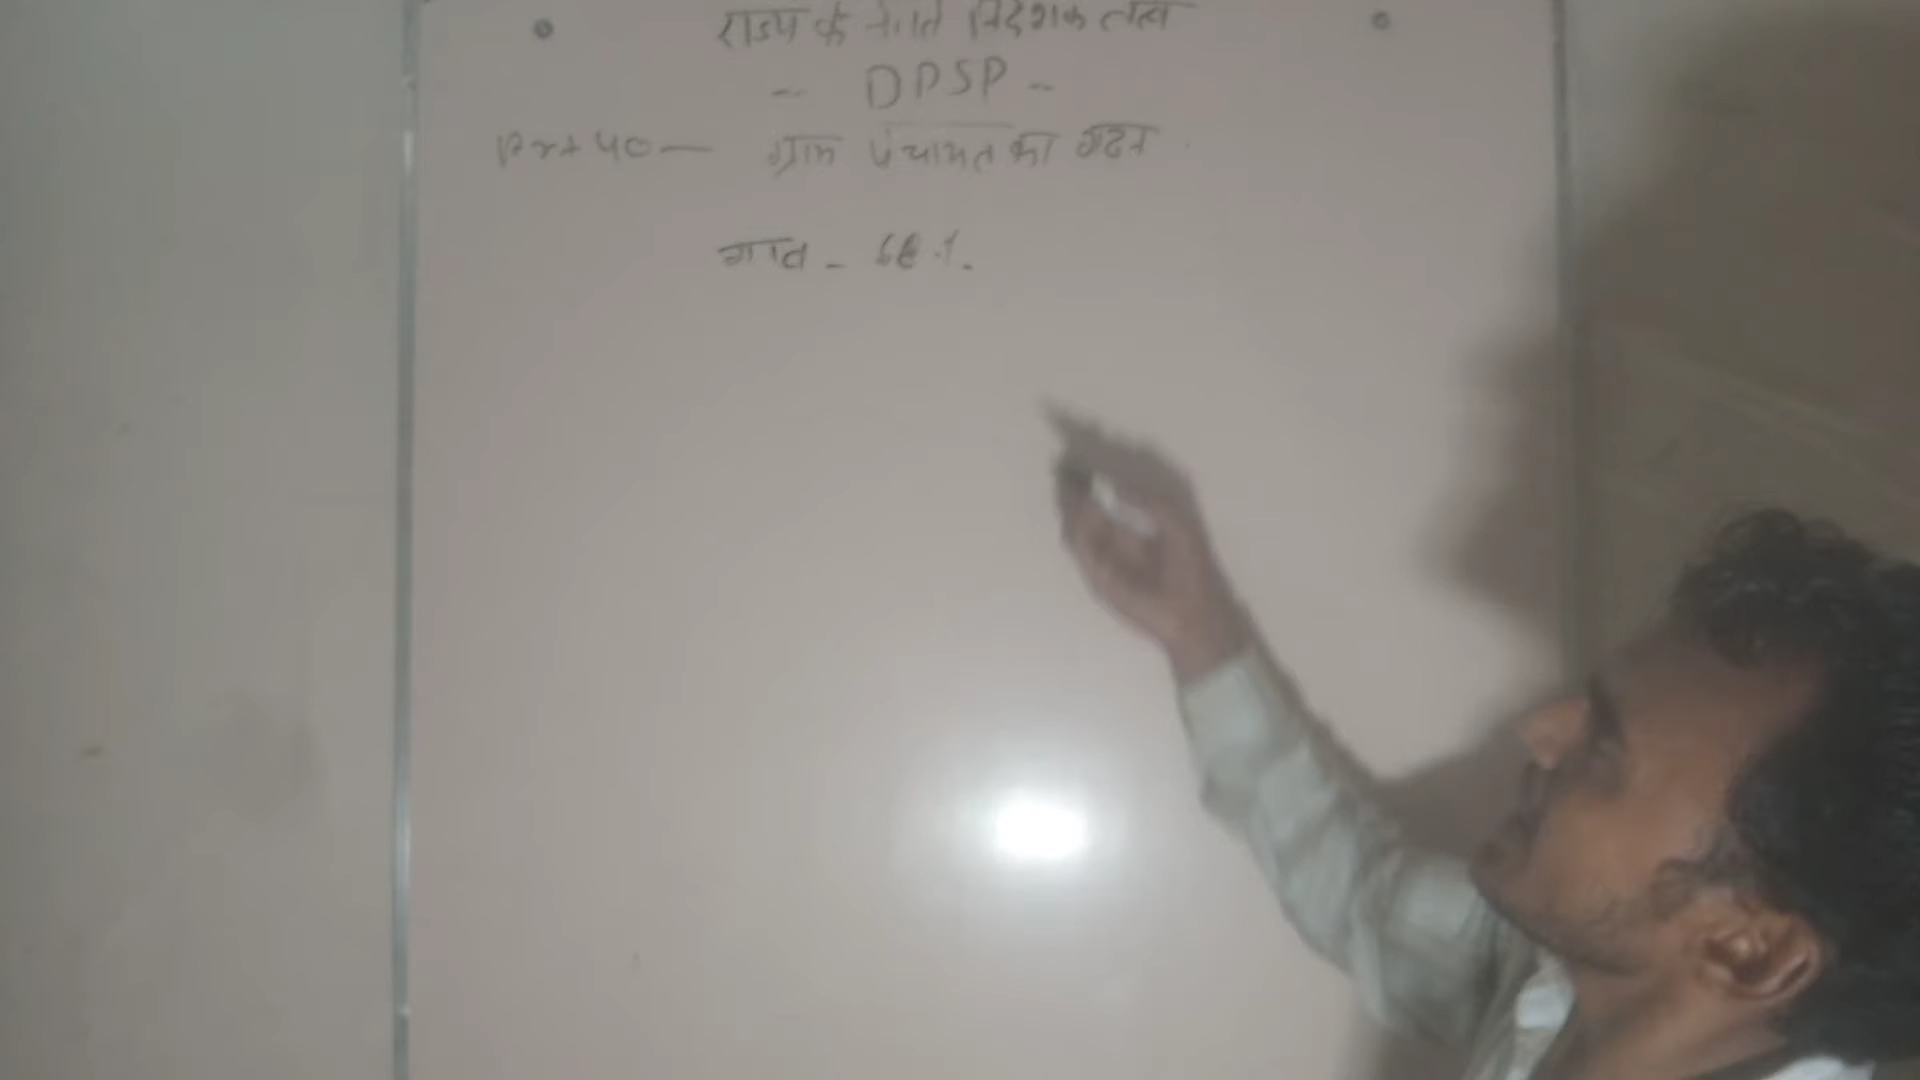 राज्य के नीति निदेशक तत्व
- DPSP -
Art 40 — ग्राम पंचायत का गठन
गाव - 68 %.